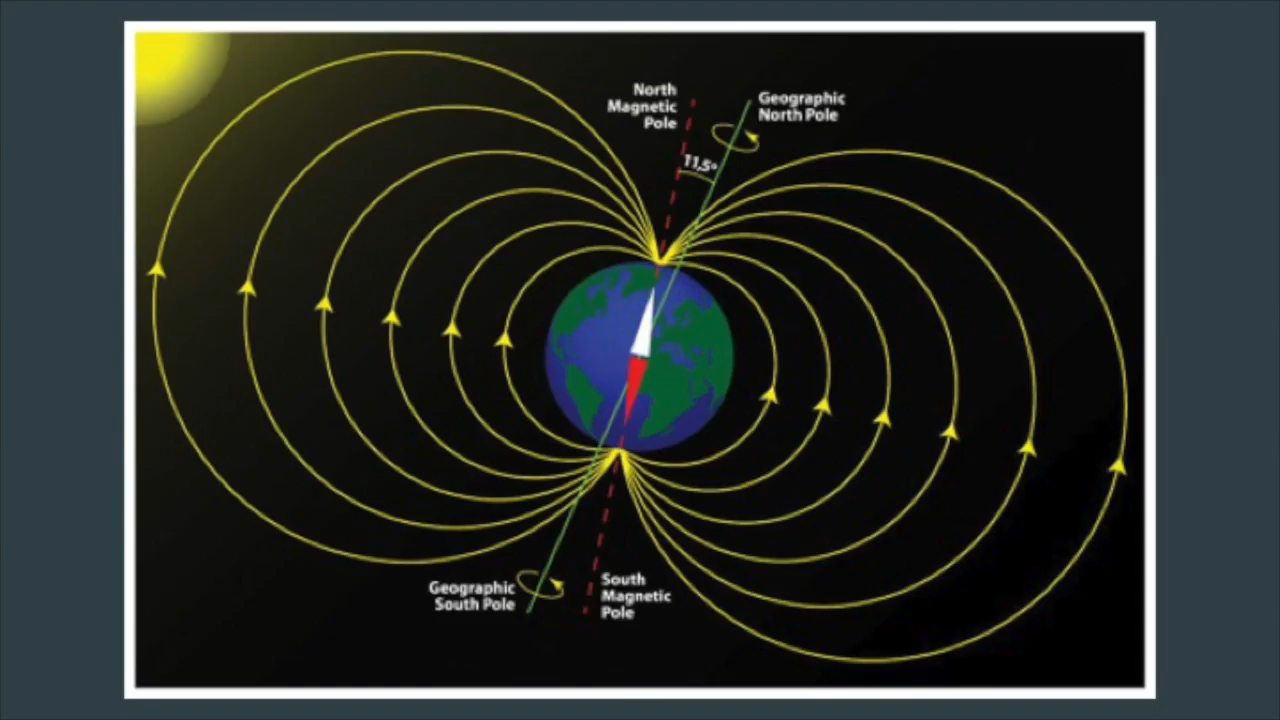 North
Magnetic
Pole
Geographic
North Pole
11,5°
Geographic
South Pole
South
Magnetic
Pole